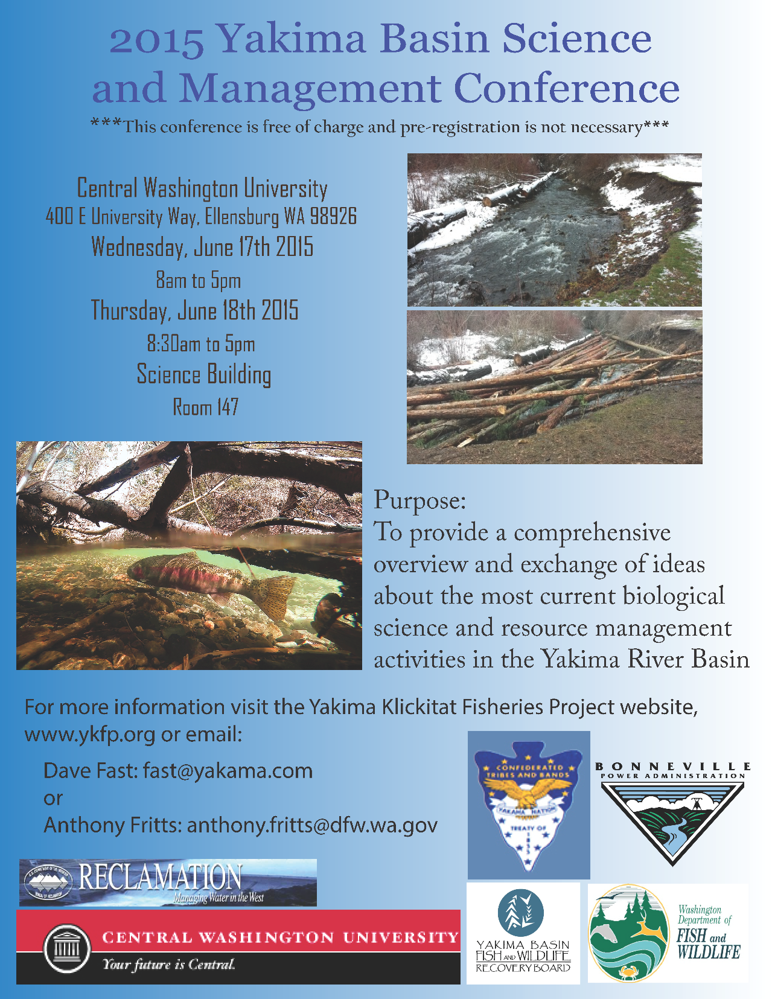 2015 Yakima Basin Science
and Management Conference
***This conference is free of charge and pre-registration is not necessary***
Central Washington University
400 E University Way, Ellensburg WA 98926
Wednesday, June 17th 2015
8am to 5pm
Thursday, June 18th 2015
8:30am to 5pm
Science Building
Room 147
Purpose:
To provide a comprehensive
overview and exchange of ideas
about the most current biological
science and resource management
activities in the Yakima River Basin
For more information visit the Yakima Klickitat Fisheries Project website,
www.ykfp.org or email:
Dave Fast: fast@yakama.com
or
Anthony Fritts: anthony.fritts@dfw.wa.gov
CONFEDERATED
TRIBES AND BANDS
YAKAMA NATION
TREATY OF
1855
BONNEVILLE
POWER ADMINISTRATION
U.S. DEPARTMENT OF THE INTERIOR
BUREAU OF RECLAMATION
RECLAMATION
Managing Water in the West
CENTRAL WASHINGTON UNIVERSITY
Your future is Central.
YAKIMA BASIN
FISH AND WILDLIFE
RECOVERY BOARD
Washington
Department of
FISH and
WILDLIFE